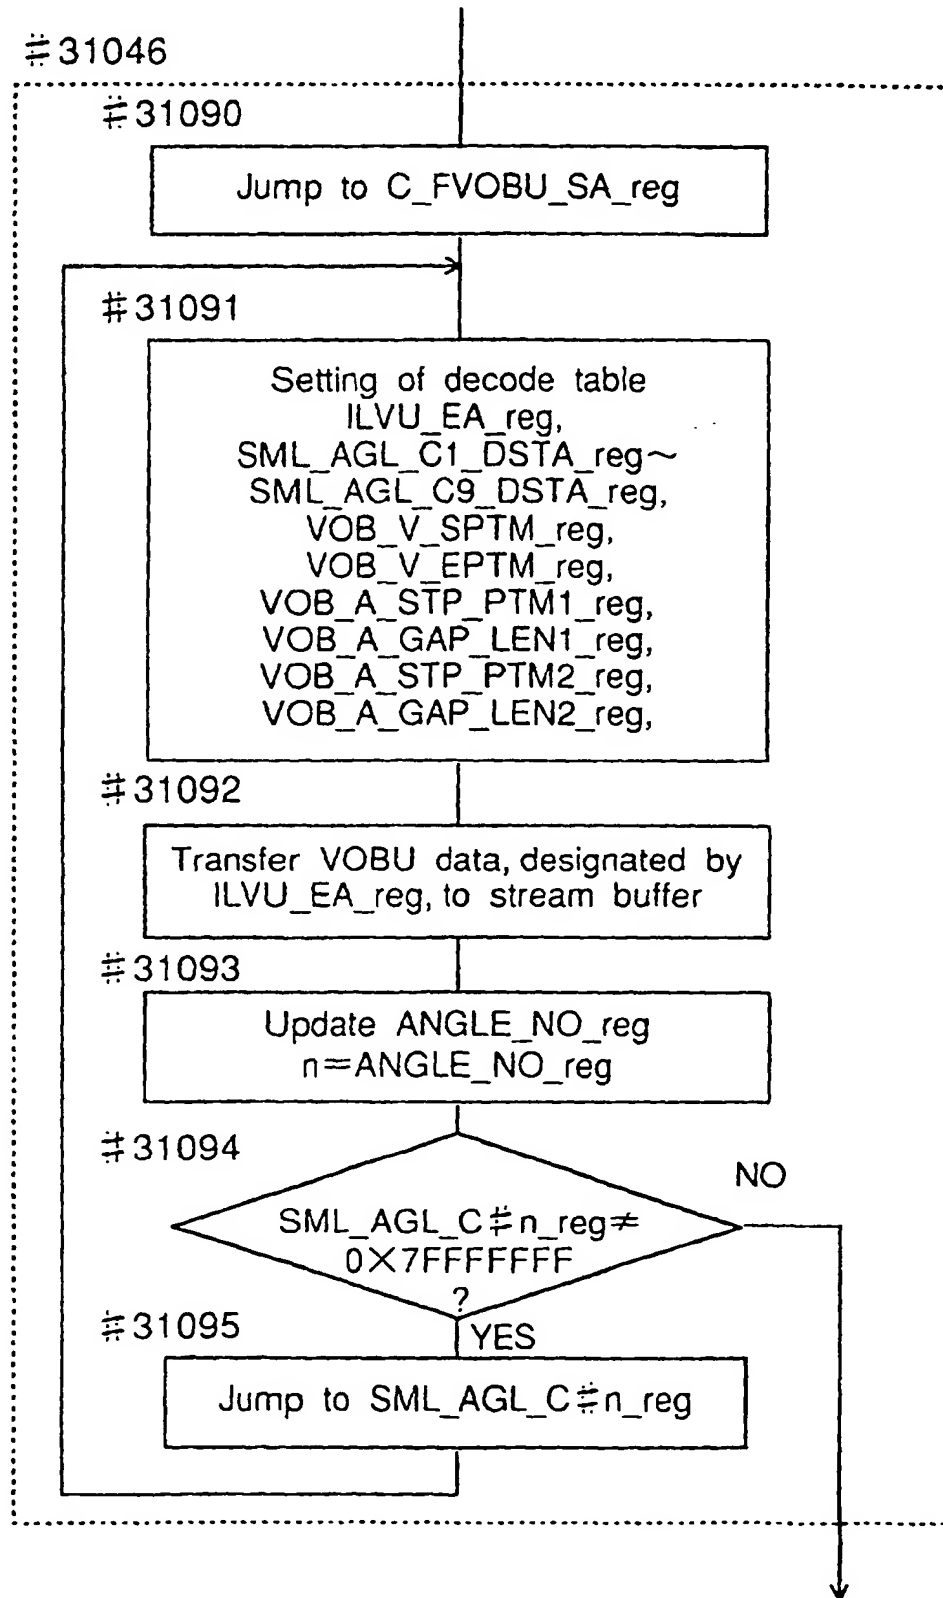 #31046
#31090
Jump to C_FVOBU_SA_reg
#31091
Setting of decode table
ILVU_EA_reg,
SML_AGL_C1_DSTA_reg~
SML_AGL_C9_DSTA_reg,
VOB_V_SPTM_reg,
VOB_V_EPTM_reg,
VOB_A_STP_PTM1_reg,
VOB_A_GAP_LEN1_reg,
VOB_A_STP_PTM2_reg,
VOB_A_GAP_LEN2_reg,
#31092
Transfer VOBU data, designated by
ILVU_EA_reg, to stream buffer
#31093
Update ANGLE_NO_reg
n=ANGLE_NO_reg
#31094
NO
SML_AGL_C#n_reg≠
0X7FFFFFFF
?
#31095
YES
Jump to SML_AGL_C#n_reg